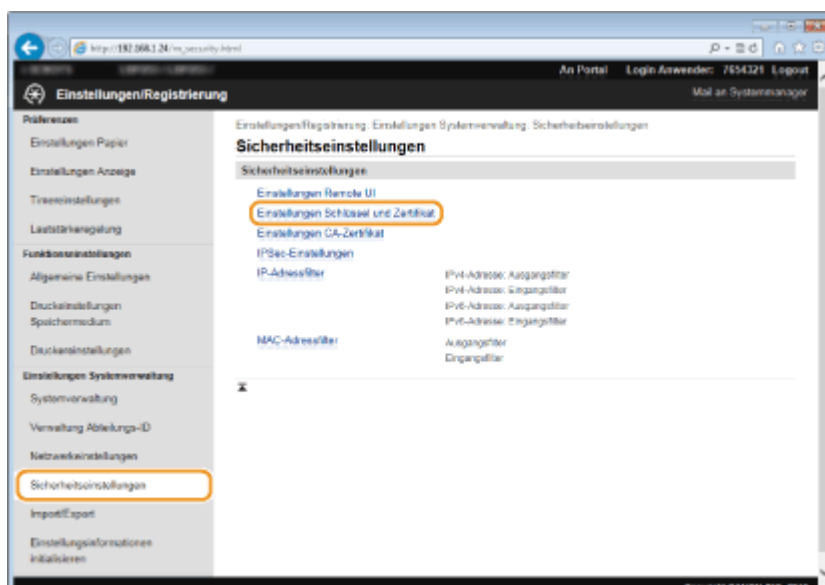 http://192.168.1.24/m_security.html
An Portal Login Anwender: 7654321 Logout
Einstellungen/Registrierung
Mail an Systemmanager
Präferenzen
Einstellungen Papier
Einstellungen Anzeige
Timereinstellungen
Lautstärkeregelung
Funktionseinstellungen
Allgemeine Einstellungen
Druckeinstellungen
Speichermedium
Druckereinstellungen
Einstellungen Systemverwaltung
Systemverwaltung
Verwaltung Abteilungs-ID
Netzwerkeinstellungen
Sicherheitseinstellungen
Import/Export
Einstellungsinformationen
initialisieren
Einstellungen/Registrierung: Einstellungen Systemverwaltung: Sicherheitseinstellungen
Sicherheitseinstellungen
Sicherheitseinstellungen
Einstellungen Remote UI
Einstellungen Schlüssel und Zertifikat
Einstellungen CA-Zertifikat
IPSec-Einstellungen
IP-Adressfilter
IPv4-Adresse: Ausgangsfilter
IPv4-Adresse: Eingangsfilter
IPv6-Adresse: Ausgangsfilter
IPv6-Adresse: Eingangsfilter
MAC-Adressfilter
Ausgangsfilter
Eingangsfilter